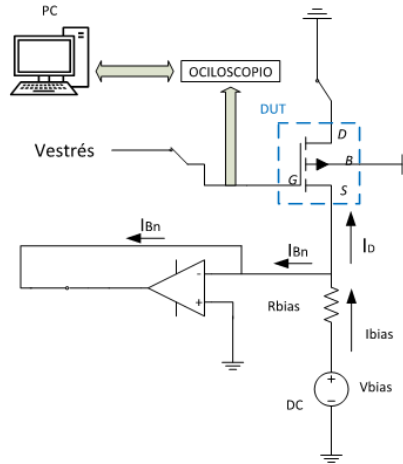 PC
OCILOSCOPIO
DUT
D
Vestrés
B
G
S
IBn
IBn
ID
-
+
Rbias
Ibias
+
-
Vbias
DC